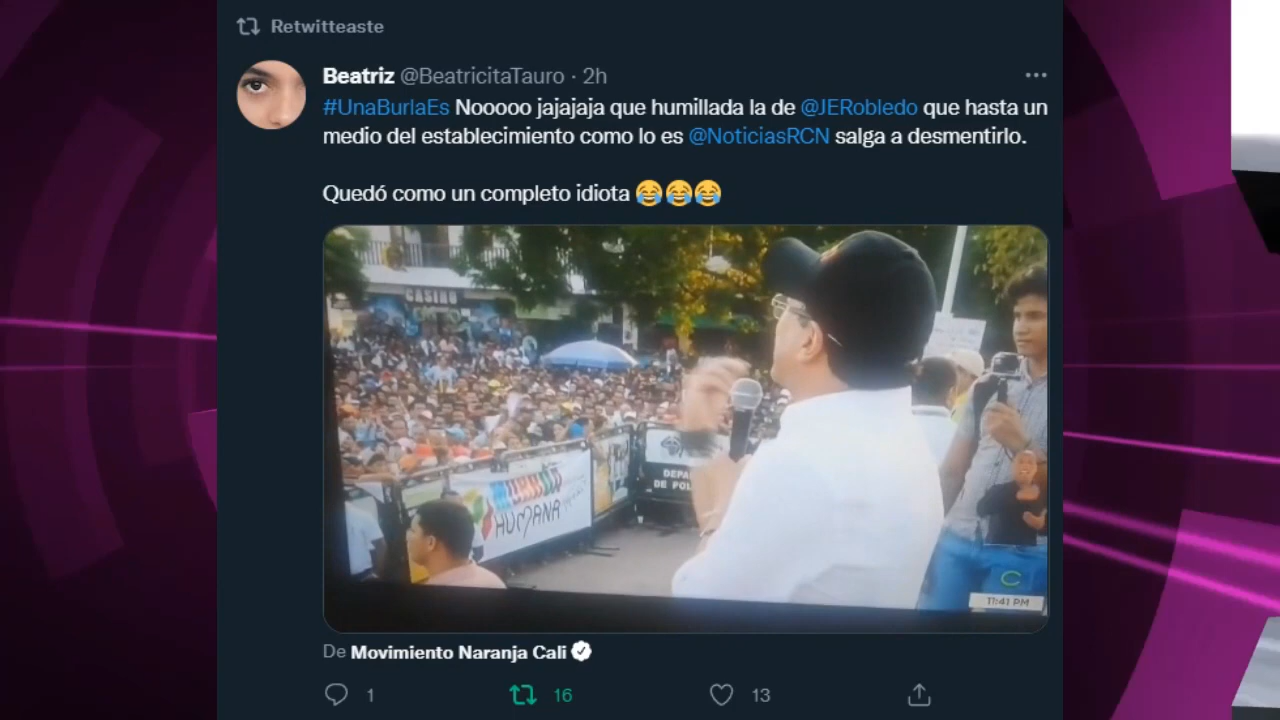 Retwitteaste
Beatriz @BeatricitaTauro · 2h
#UnaBurlaEs Nooooo jajajaja que humillada la de @JERobledo que hasta un
medio del establecimiento como lo es @NoticiasRCN salga a desmentirlo.
Quedó como un completo idiota 😂😂😂
CASINO
HUMANA
DEPA
DE POL
C
11:41 PM
De Movimiento Naranja Cali
1
16
13